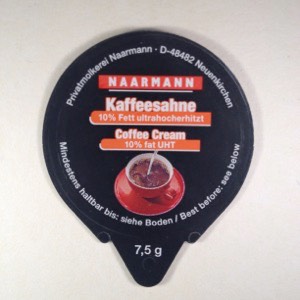 Privatmolkerei Naarmann · D-48482 Neuenkirchen
NAARMANN
Kaffeesahne
10% Fett ultrahocherhitzt
Coffee Cream
10% fat UHT
Mindestens haltbar bis: siehe Boden / Best before: see below
7,5 g